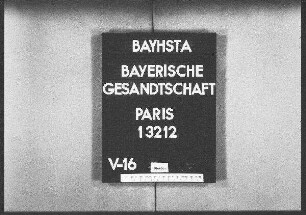 BAYHSTA
BAYERISCHE
GESANDTSCHAFT
PARIS
13212
V-16